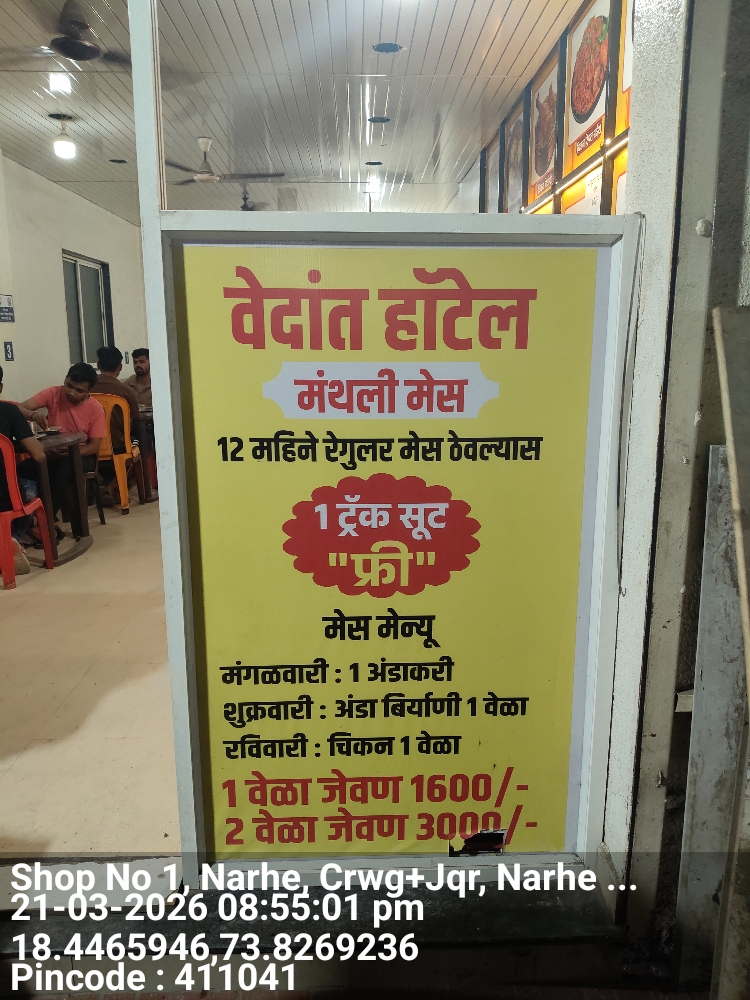 वेदांत हॉटेल
मंथली मेस
12 महिने रेगुलर मेस ठेवल्यास
1 ट्रॅक सूट
"फ्री"
मेस मेन्यू
मंगळवारी : 1 अंडाकरी
शुक्रवारी : अंडा बिर्याणी 1 वेळा
रविवारी : चिकन 1 वेळा
1 वेळा जेवण 1600/-
2 वेळा जेवण 3000/-
Shop No 1, Narhe, Crwg+Jqr, Narhe ...
21-03-2026 08:55:01 pm
18.4465946,73.8269236
Pincode : 411041